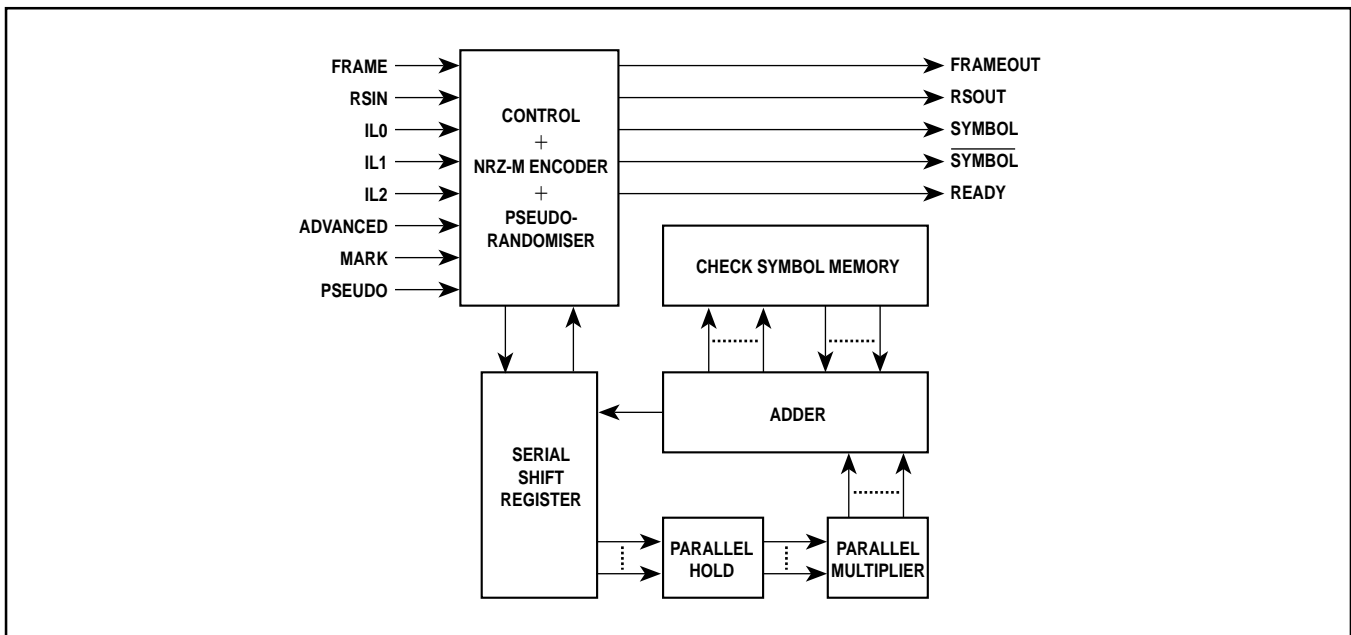 FRAME
RSIN
IL0
IL1
IL2
ADVANCED
MARK
PSEUDO
CONTROL
+
NRZ-M ENCODER
+
PSEUDO-
RANDOMISER
FRAMEOUT
RSOUT
SYMBOL
S̅Y̅M̅B̅O̅L̅
READY
CHECK SYMBOL MEMORY
ADDER
SERIAL
SHIFT
REGISTER
PARALLEL
HOLD
PARALLEL
MULTIPLIER